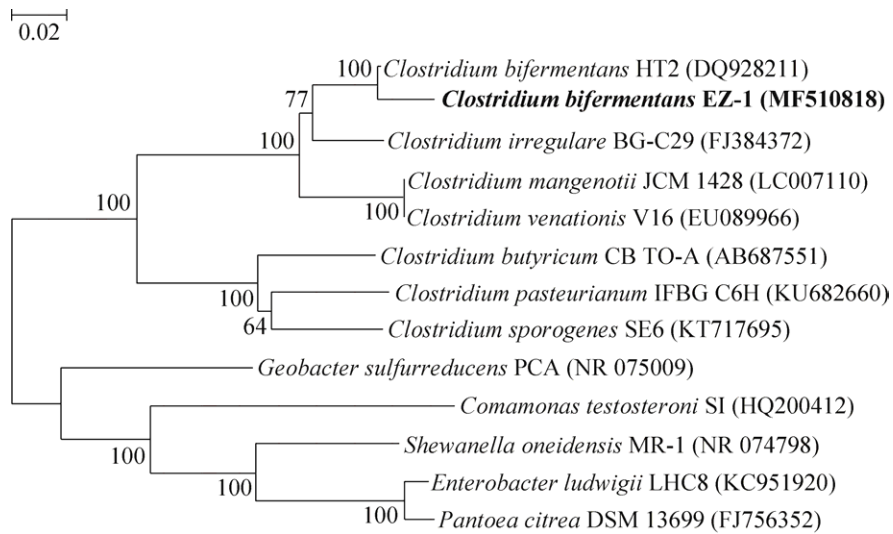 0.02
100
Clostridium bifermentans HT2 (DQ928211)
77
Clostridium bifermentans EZ-1 (MF510818)
100
Clostridium irregulare BG-C29 (FJ384372)
Clostridium mangenotii JCM 1428 (LC007110)
100
100
Clostridium venationis V16 (EU089966)
Clostridium butyricum CB TO-A (AB687551)
100
Clostridium pasteurianum IFBG C6H (KU682660)
64
Clostridium sporogenes SE6 (KT717695)
Geobacter sulfurreducens PCA (NR 075009)
Comamonas testosteroni SI (HQ200412)
100
Shewanella oneidensis MR-1 (NR 074798)
100
Enterobacter ludwigii LHC8 (KC951920)
100
Pantoea citrea DSM 13699 (FJ756352)